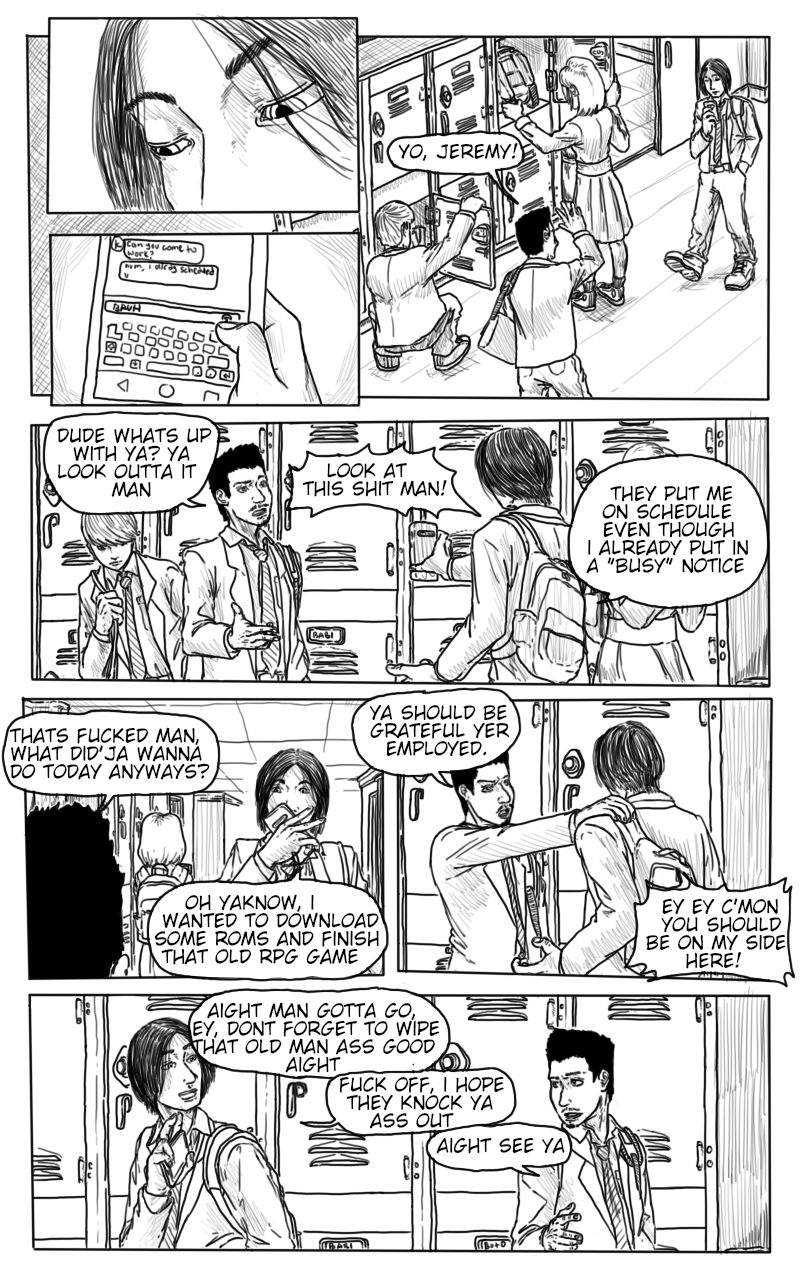 K
Can you come to
work?
hum, i alrdy scheduled
u
BRUH
YO, JEREMY!
DUDE WHATS UP
WITH YA? YA
LOOK OUTTA IT
MAN
LOOK AT
THIS SHIT MAN!
THEY PUT ME
ON SCHEDULE
EVEN THOUGH
I ALREADY PUT IN
A "BUSY" NOTICE
BABI
THATS FUCKED MAN,
WHAT DID'JA WANNA
DO TODAY ANYWAYS?
OH YAKNOW, I
WANTED TO DOWNLOAD
SOME ROMS AND FINISH
THAT OLD RPG GAME
YA SHOULD BE
GRATEFUL YER
EMPLOYED.
EY EY C'MON
YOU SHOULD
BE ON MY SIDE
HERE!
AIGHT MAN GOTTA GO,
EY, DONT FORGET TO WIPE
THAT OLD MAN ASS GOOD
AIGHT
FUCK OFF, I HOPE
THEY KNOCK YA
ASS OUT
AIGHT SEE YA
BABI